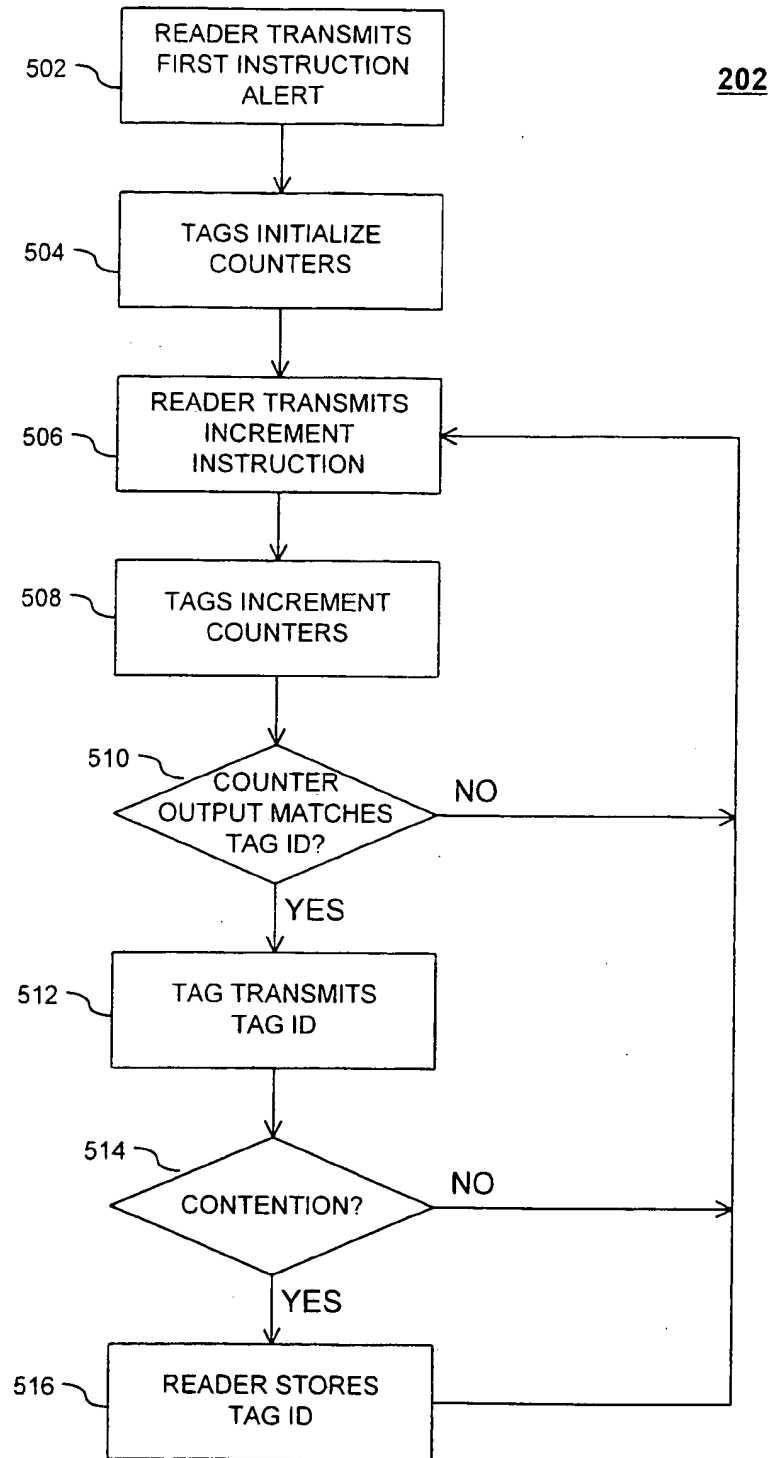 202
502
READER TRANSMITS
FIRST INSTRUCTION
ALERT
504
TAGS INITIALIZE
COUNTERS
506
READER TRANSMITS
INCREMENT
INSTRUCTION
508
TAGS INCREMENT
COUNTERS
510
COUNTER
OUTPUT MATCHES
TAG ID?
NO
YES
512
TAG TRANSMITS
TAG ID
514
CONTENTION?
NO
YES
516
READER STORES
TAG ID